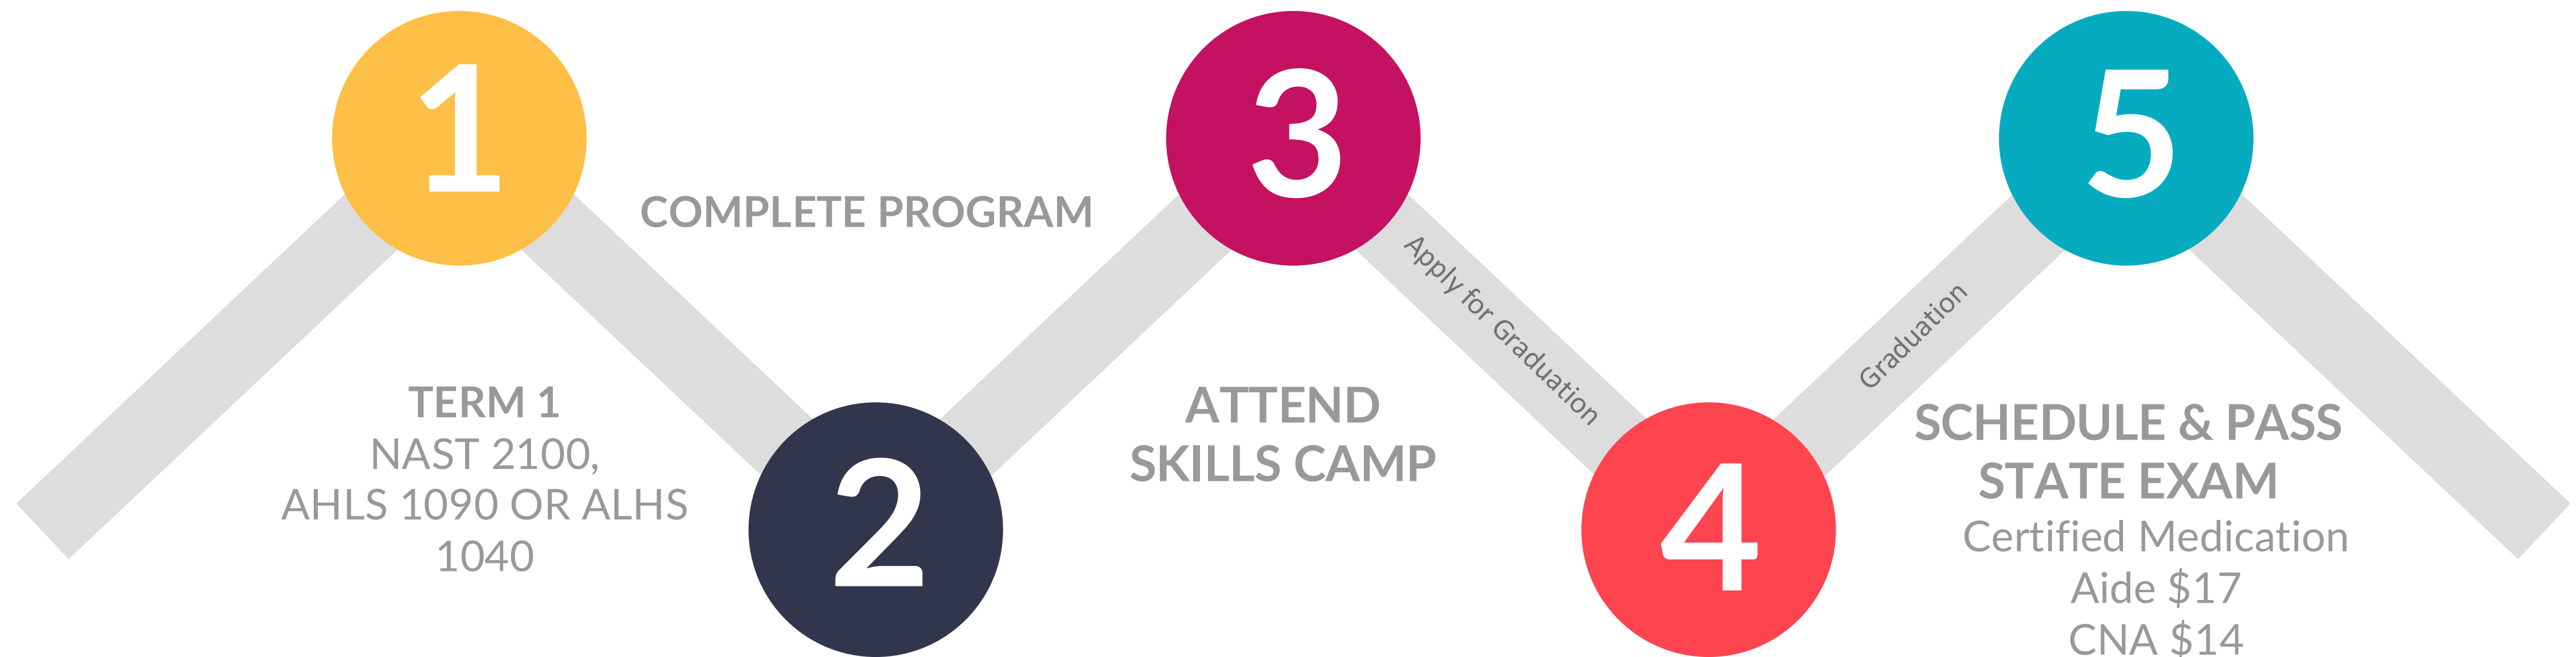 1
TERM 1
NAST 2100,
AHLS 1090 OR ALHS
1040
COMPLETE PROGRAM
2
3
ATTEND
SKILLS CAMP
Apply for Graduation
4
Graduation
5
SCHEDULE & PASS
STATE EXAM
Certified Medication
Aide $17
CNA $14